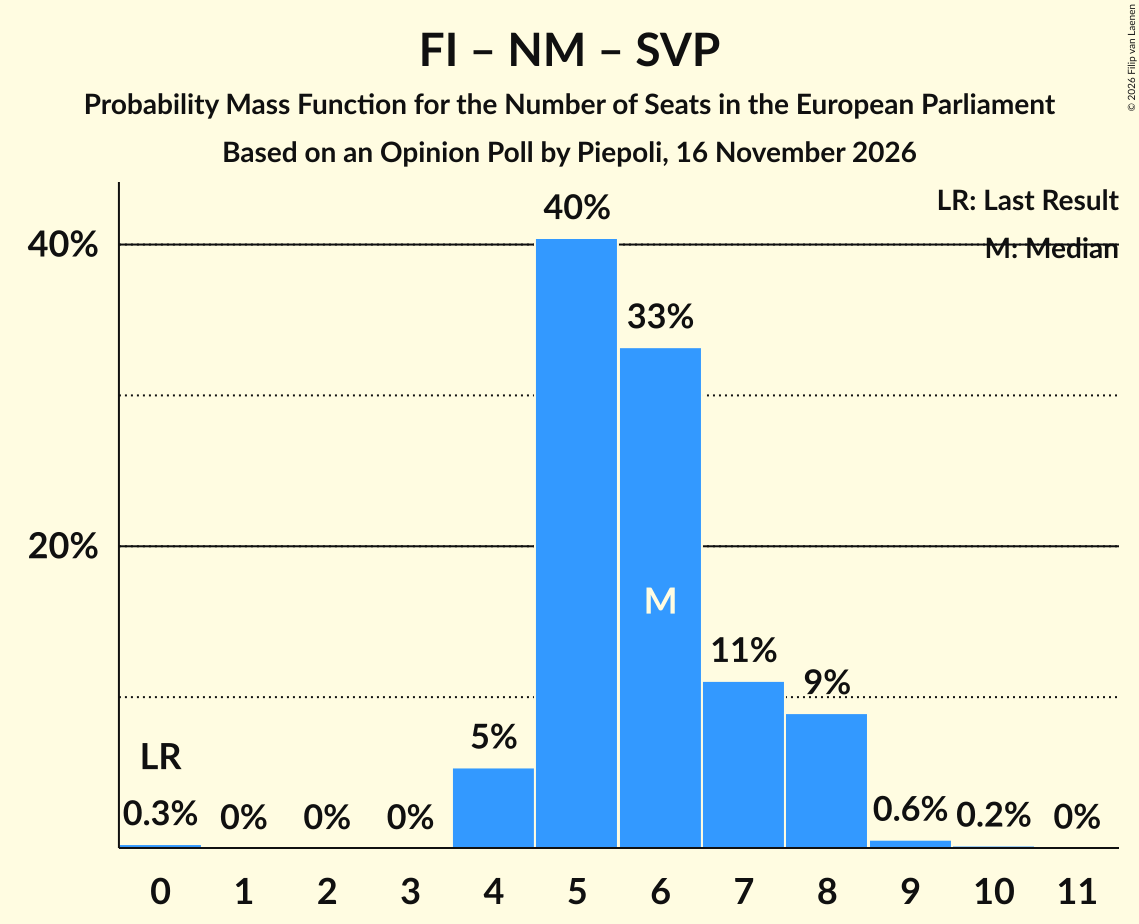 FI – NM – SVP
Probability Mass Function for the Number of Seats in the European Parliament
Based on an Opinion Poll by Piepoli, 16 November 2026
© 2026 Filip van Laenen
LR: Last Result
M: Median
40%
20%
LR
0.3%
0%
0%
0%
5%
40%
33%
M
11%
9%
0.6%
0.2%
0%
0 1 2 3 4 5 6 7 8 9 10 11